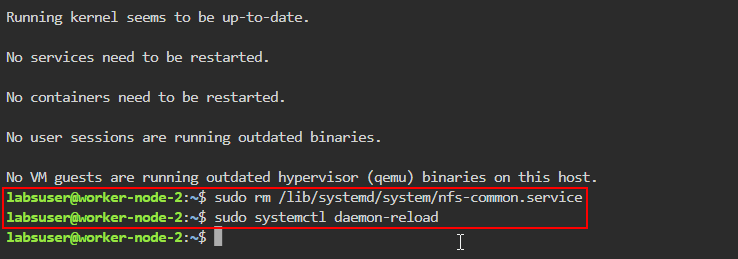 Running kernel seems to be up-to-date.
No services need to be restarted.
No containers need to be restarted.
No user sessions are running outdated binaries.
No VM guests are running outdated hypervisor (qemu) binaries on this host.
labsuser@worker-node-2:~$ sudo rm /lib/systemd/system/nfs-common.service
labsuser@worker-node-2:~$ sudo systemctl daemon-reload
labsuser@worker-node-2:~$